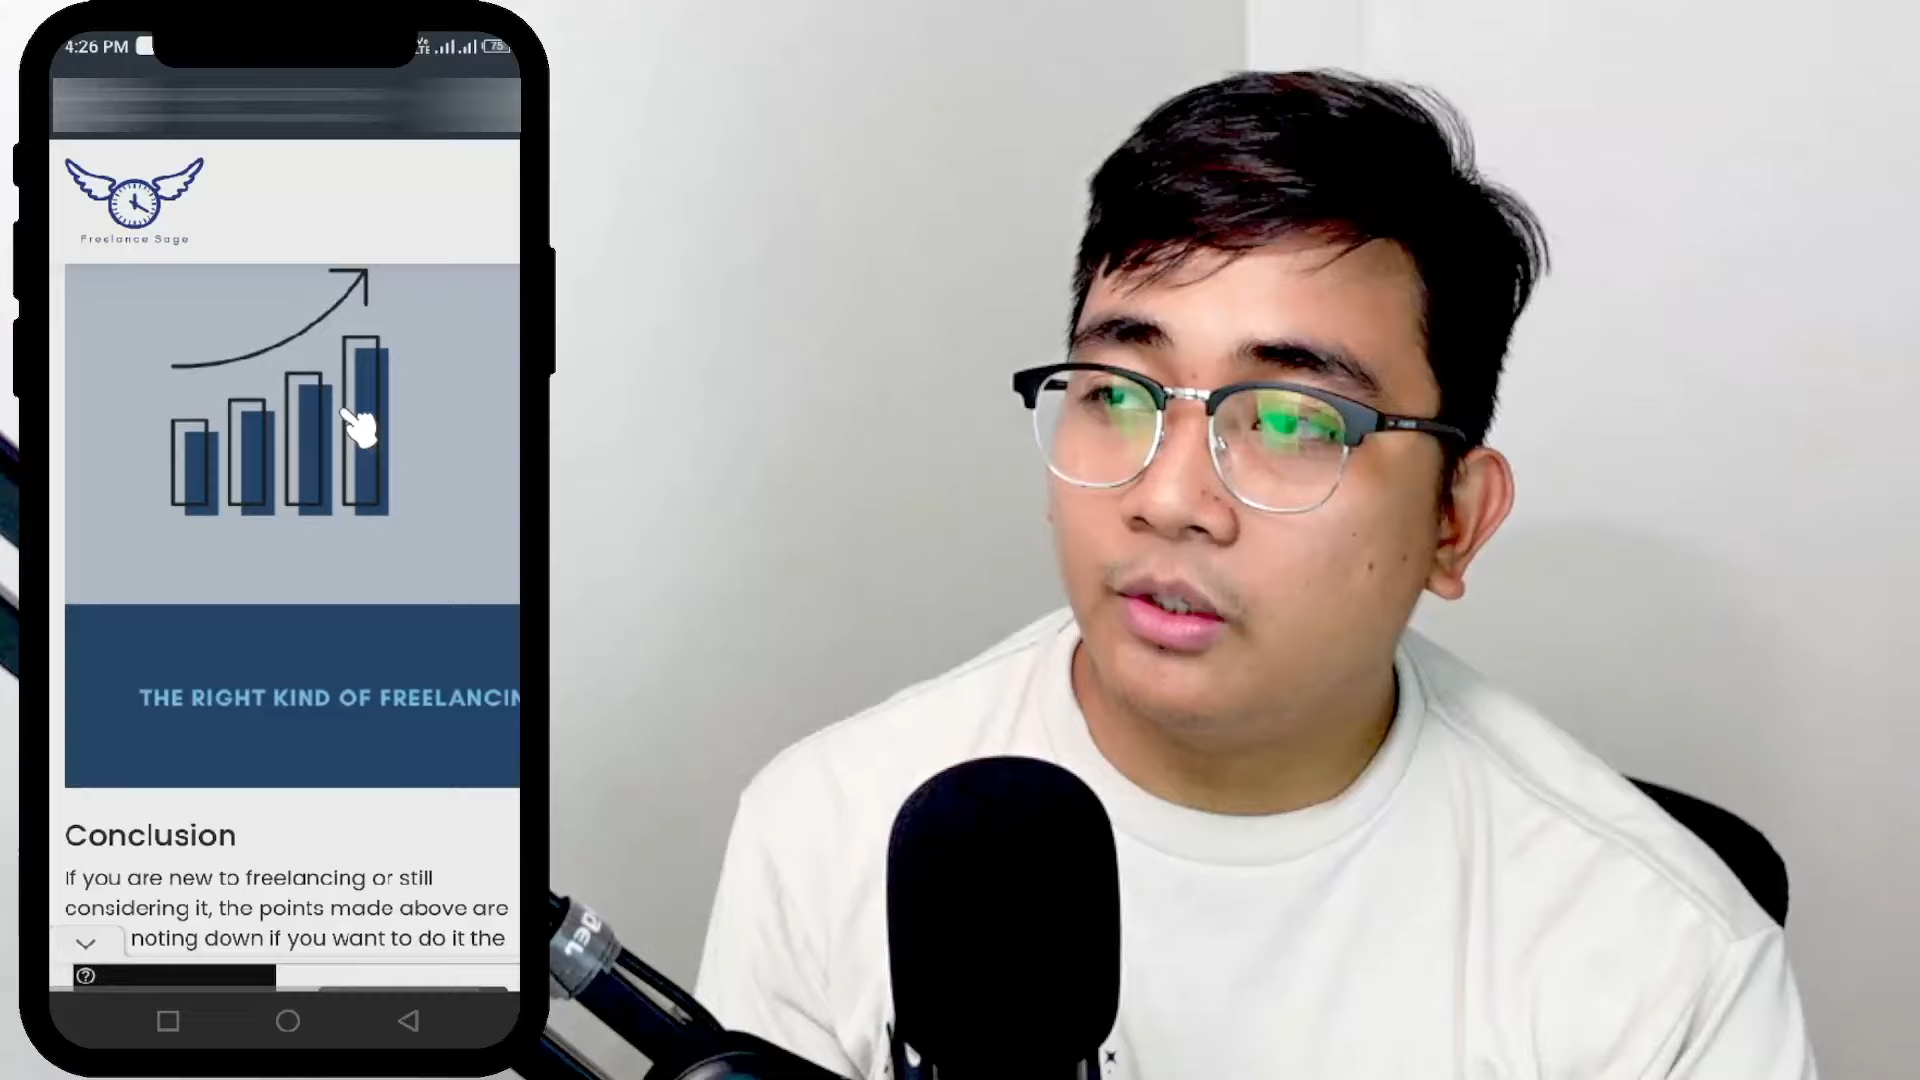 4:26 PM
75
Freelance Sage
THE RIGHT KIND OF FREELANCIN
Conclusion
If you are new to freelancing or still
considering it, the points made above are
noting down if you want to do it the